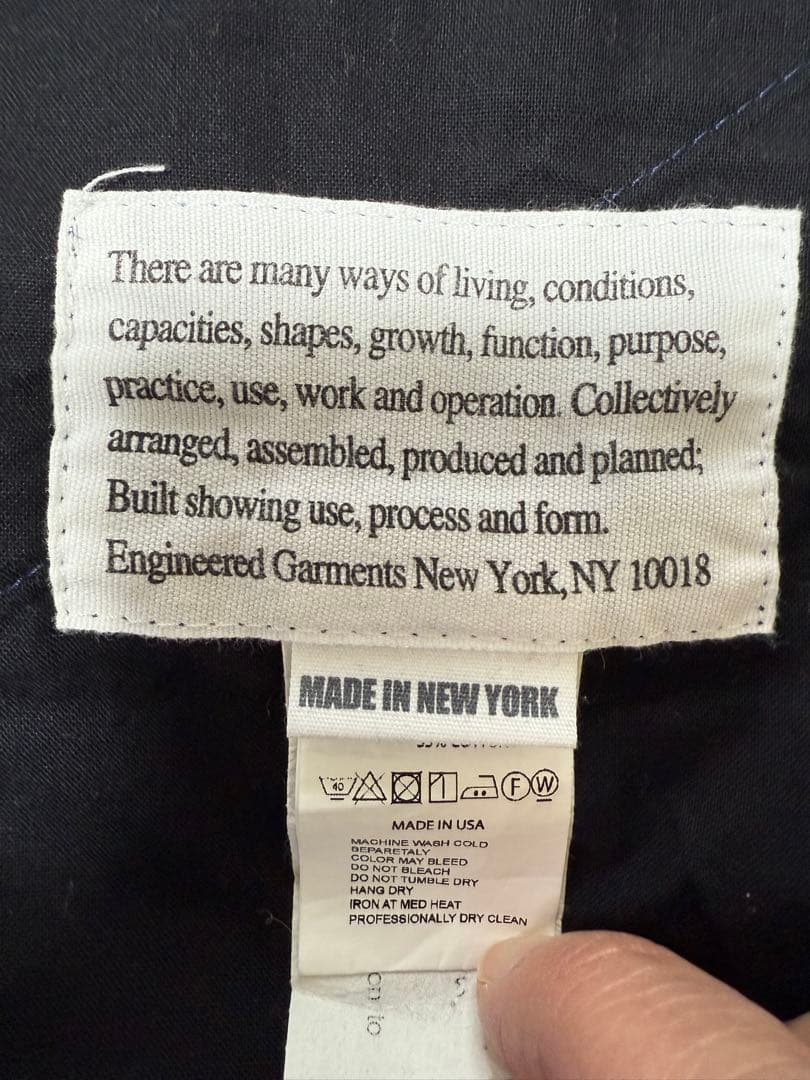 There are many ways of living, conditions,
capacities, shapes, growth, function, purpose,
practice, use, work and operation. Collectively
arranged, assembled, produced and planned;
Built showing use, process and form.
Engineered Garments New York, NY 10018
MADE IN NEW YORK
40
F W
MADE IN USA
MACHINE WASH COLD
SEPARETALY
COLOR MAY BLEED
DO NOT BLEACH
DO NOT TUMBLE DRY
HANG DRY
IRON AT MED HEAT
PROFESSIONALLY DRY CLEAN